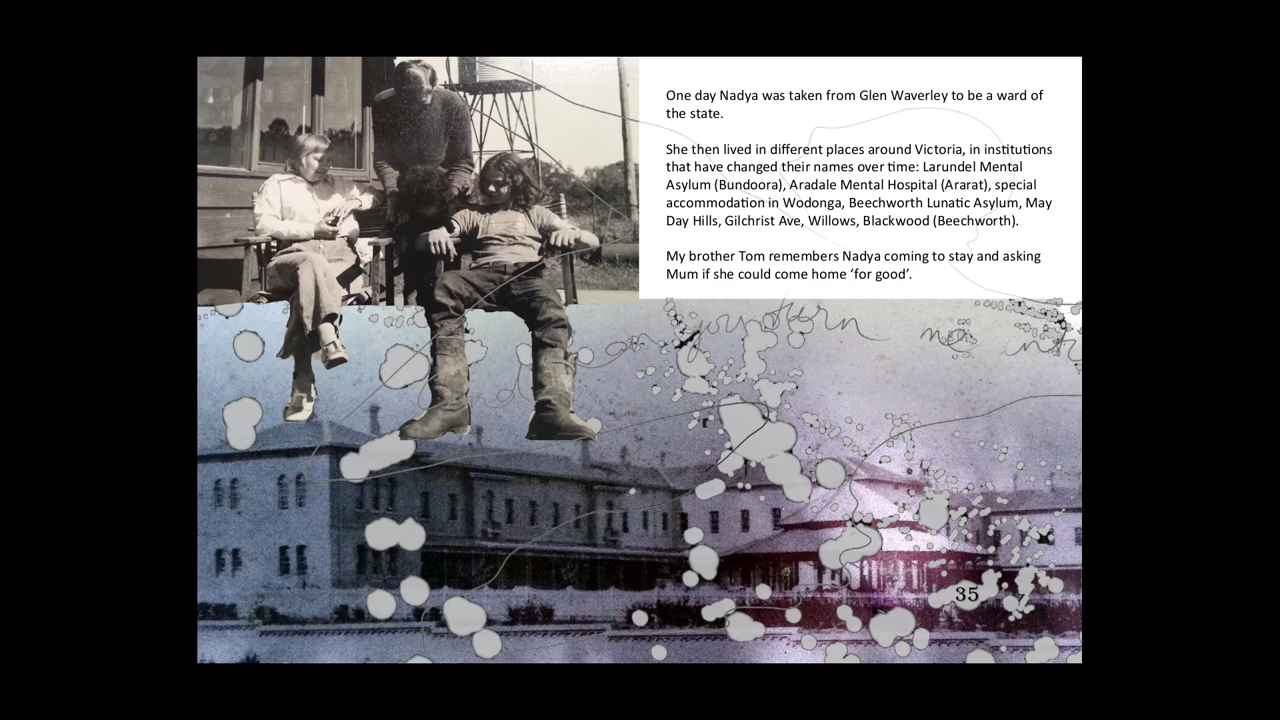 One day Nadya was taken from Glen Waverley to be a ward of
the state.
She then lived in different places around Victoria, in institutions
that have changed their names over time: Larundel Mental
Asylum (Bundoora), Aradale Mental Hospital (Ararat), special
accommodation in Wodonga, Beechworth Lunatic Asylum, May
Day Hills, Gilchrist Ave, Willows, Blackwood (Beechworth).
My brother Tom remembers Nadya coming to stay and asking
Mum if she could come home ‘for good’.
turn me
35